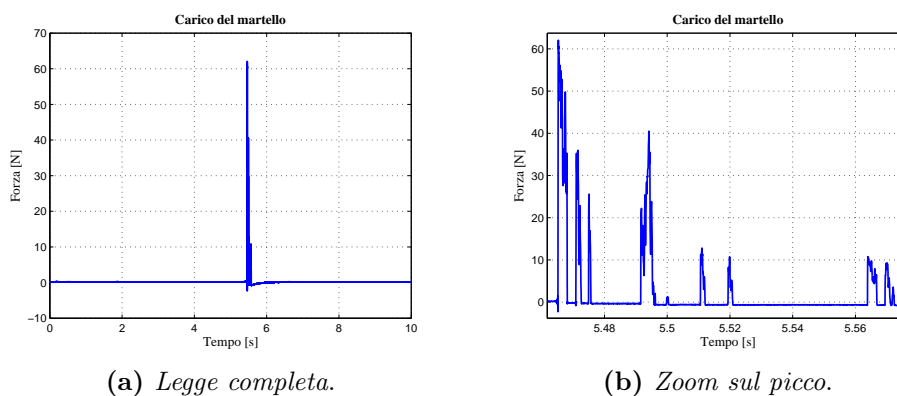 Carico del martello
70
60
50
40
30
20
10
0
−10
Forza [N]
0 2 4 6 8 10
Tempo [s]
(a) Legge completa.
Carico del martello
60
50
40
30
20
10
0
Forza [N]
5.48 5.5 5.52 5.54 5.56
Tempo [s]
(b) Zoom sul picco.